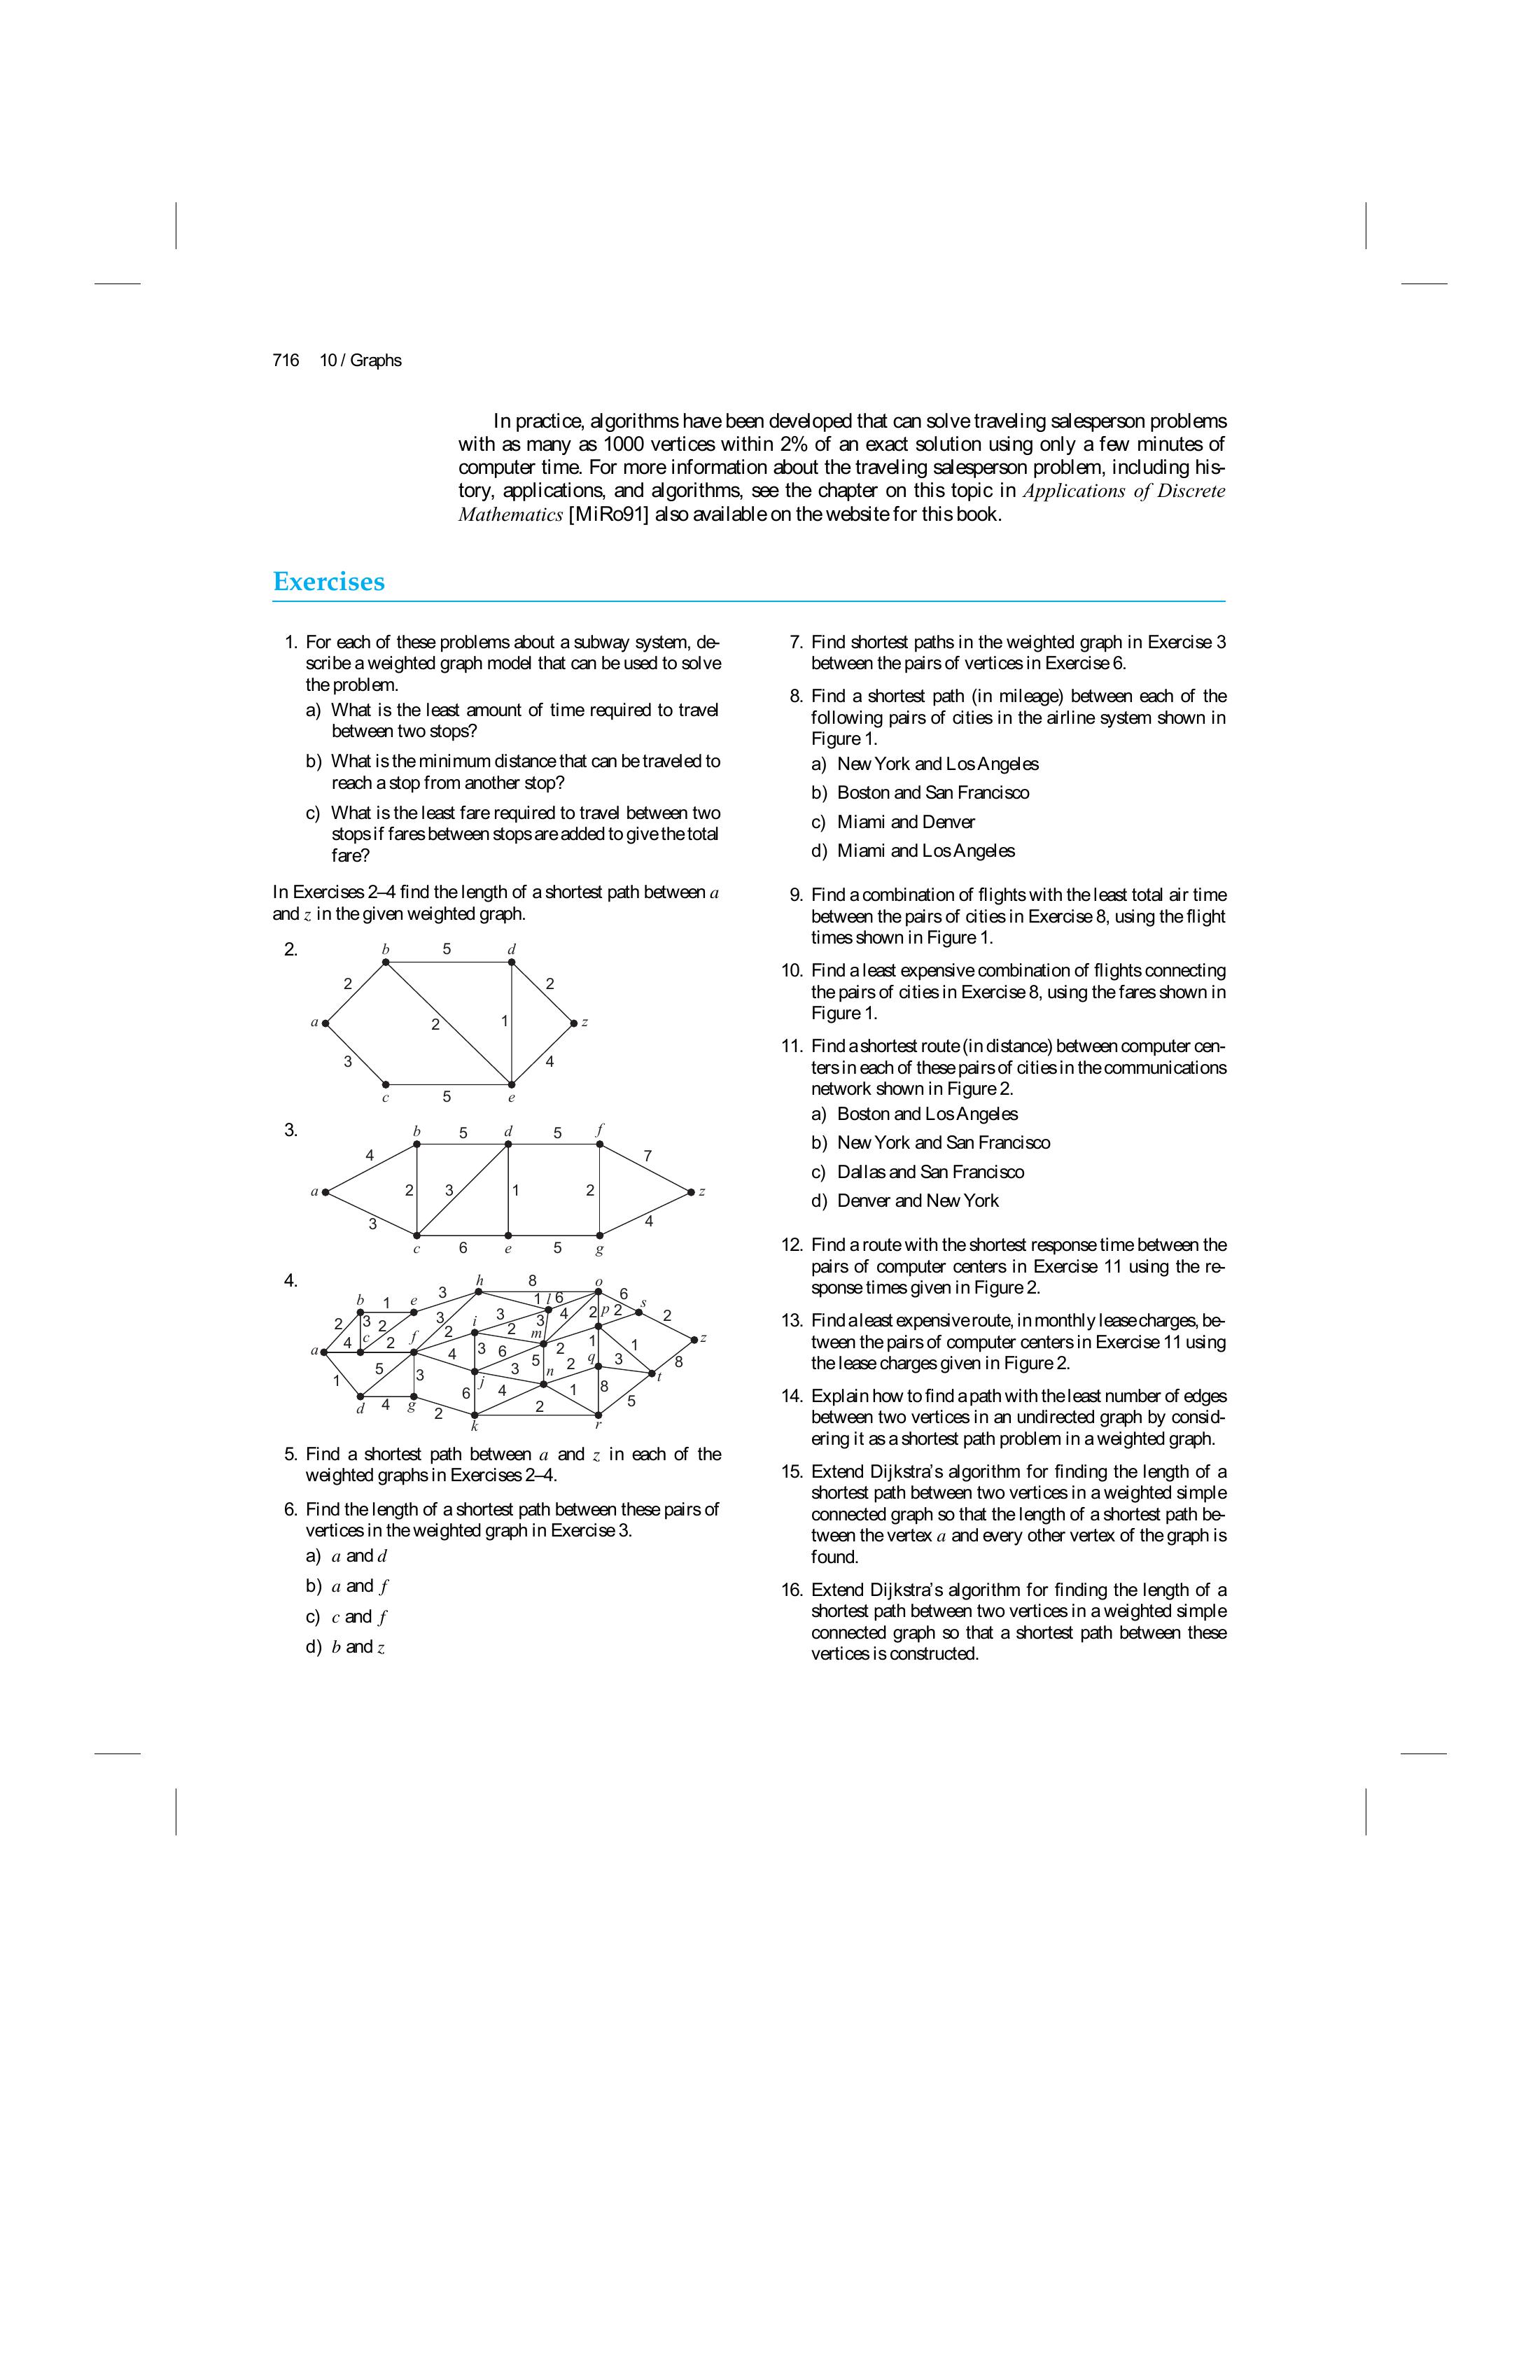 716 10 / Graphs
In practice, algorithms have been developed that can solve traveling salesperson problems
with as many as 1000 vertices within 2% of an exact solution using only a few minutes of
computer time. For more information about the traveling salesperson problem, including his-
tory, applications, and algorithms, see the chapter on this topic in Applications of Discrete
Mathematics [MiRo91] also available on the website for this book.
Exercises
1. For each of these problems about a subway system, de-
scribe a weighted graph model that can be used to solve
the problem.
a) What is the least amount of time required to travel
between two stops?
b) What is the minimum distance that can be traveled to
reach a stop from another stop?
c) What is the least fare required to travel between two
stops if fares between stops are added to give the total
fare?
In Exercises 2–4 find the length of a shortest path between a
and z in the given weighted graph.
2.
b 5 d
2 2
a 2 1 z
3 4
c 5 e
3.
b 5 d 5 f
4 7
a 2 3 1 2 z
3 4
c 6 e 5 g
4.
h 8 o
3 1 l 6 6
b 1 e s
2 3 2 3 i 3 2 3 4 2 p 2 2
a 4 c 2 f 2 m 2 1 1 z
5 3 4 3 6 3 5 n 2 q 3 8
1 j t
d 4 g 2 6 4 2 1 8 5
k r
5. Find a shortest path between a and z in each of the
weighted graphs in Exercises 2–4.
6. Find the length of a shortest path between these pairs of
vertices in the weighted graph in Exercise 3.
a) a and d
b) a and f
c) c and f
d) b and z
7. Find shortest paths in the weighted graph in Exercise 3
between the pairs of vertices in Exercise 6.
8. Find a shortest path (in mileage) between each of the
following pairs of cities in the airline system shown in
Figure 1.
a) New York and Los Angeles
b) Boston and San Francisco
c) Miami and Denver
d) Miami and Los Angeles
9. Find a combination of flights with the least total air time
between the pairs of cities in Exercise 8, using the flight
times shown in Figure 1.
10. Find a least expensive combination of flights connecting
the pairs of cities in Exercise 8, using the fares shown in
Figure 1.
11. Find a shortest route (in distance) between computer cen-
ters in each of these pairs of cities in the communications
network shown in Figure 2.
a) Boston and Los Angeles
b) New York and San Francisco
c) Dallas and San Francisco
d) Denver and New York
12. Find a route with the shortest response time between the
pairs of computer centers in Exercise 11 using the re-
sponse times given in Figure 2.
13. Find a least expensive route, in monthly lease charges, be-
tween the pairs of computer centers in Exercise 11 using
the lease charges given in Figure 2.
14. Explain how to find a path with the least number of edges
between two vertices in an undirected graph by consid-
ering it as a shortest path problem in a weighted graph.
15. Extend Dijkstra's algorithm for finding the length of a
shortest path between two vertices in a weighted simple
connected graph so that the length of a shortest path be-
tween the vertex a and every other vertex of the graph is
found.
16. Extend Dijkstra's algorithm for finding the length of a
shortest path between two vertices in a weighted simple
connected graph so that a shortest path between these
vertices is constructed.